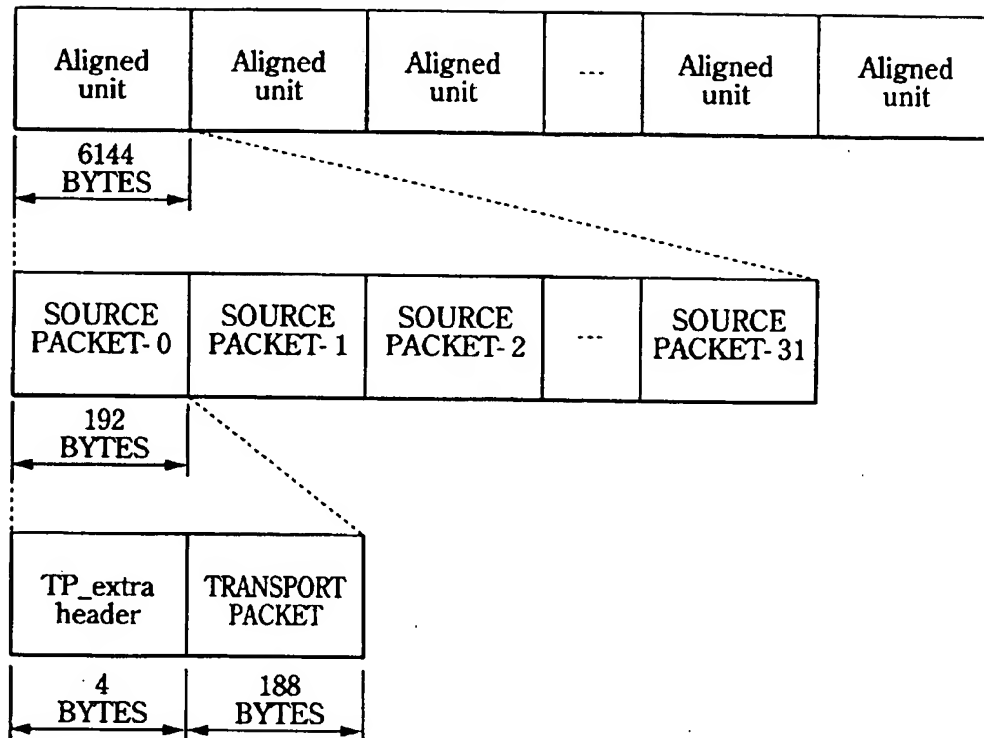 Aligned unit
Aligned unit
Aligned unit
...
Aligned unit
Aligned unit
6144 BYTES
SOURCE PACKET-0
SOURCE PACKET-1
SOURCE PACKET-2
...
SOURCE PACKET-31
192 BYTES
TP_extra header
TRANSPORT PACKET
4 BYTES
188 BYTES